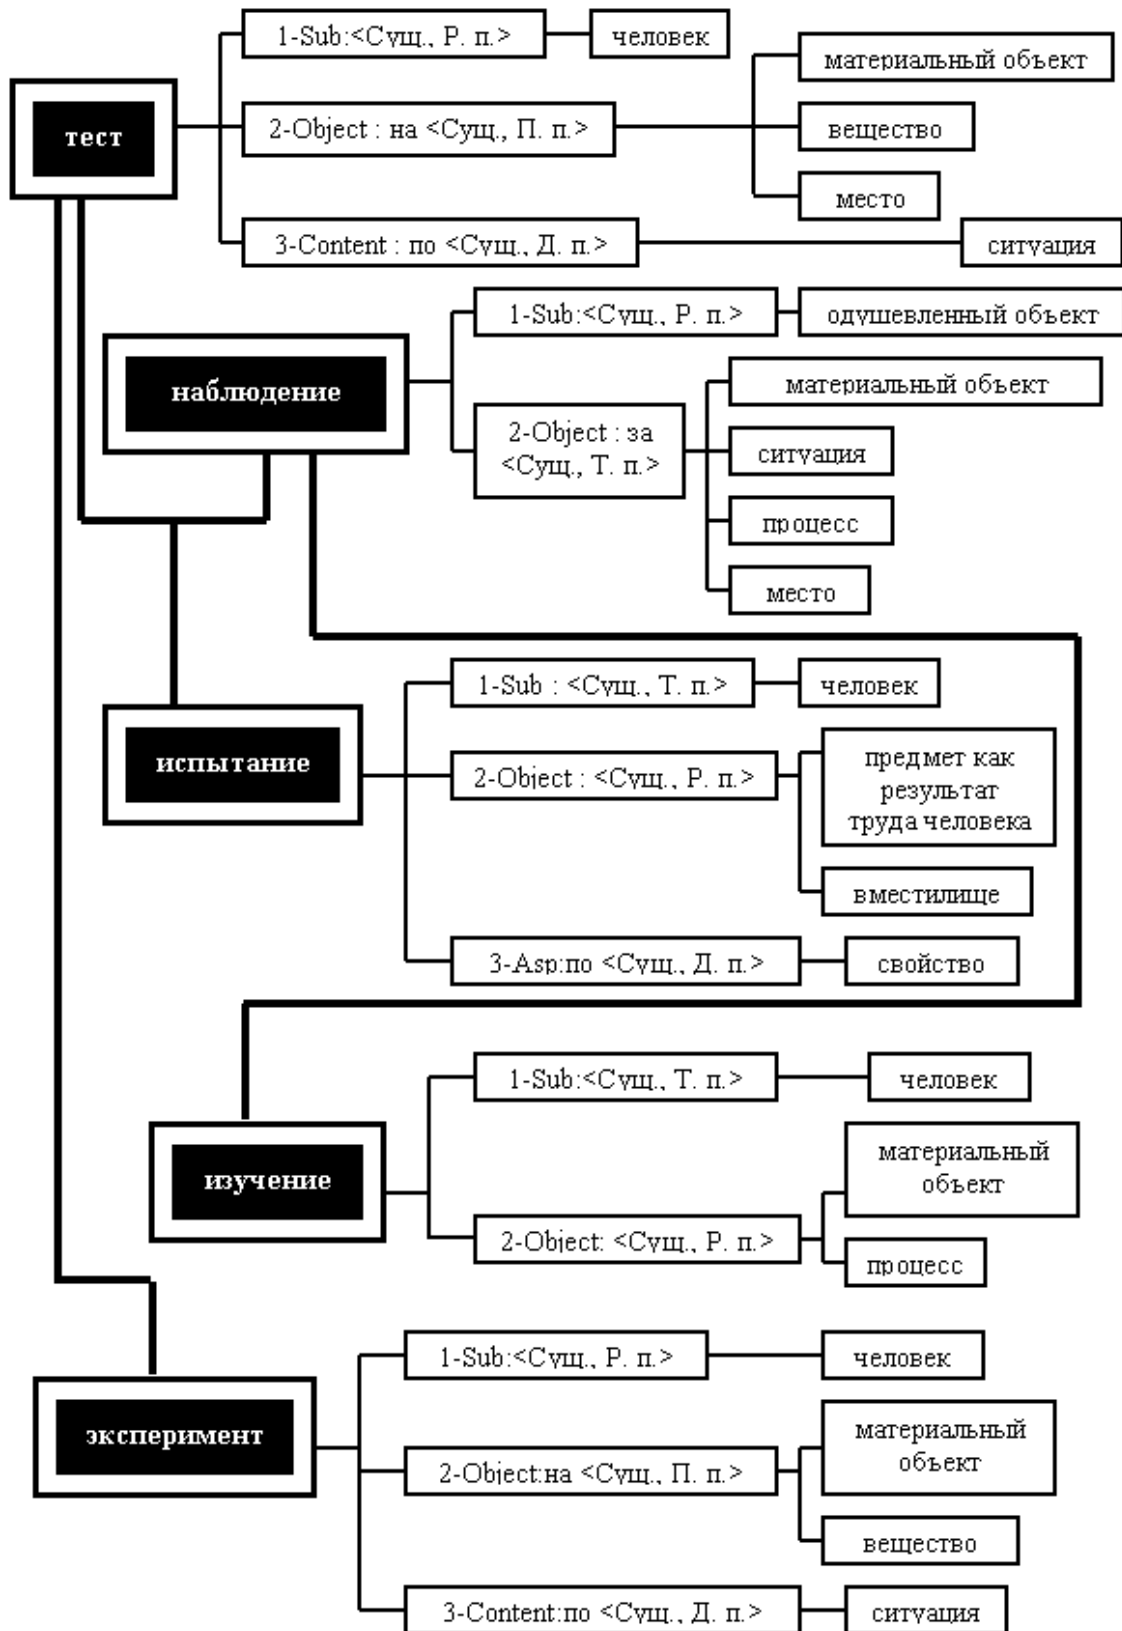 1-Sub:<Сущ., Р. п.>
человек
тест
2-Object : на <Сущ., П. п.>
материальный объект
вещество
место
3-Content : по <Сущ., Д. п.>
ситуация
наблюдение
1-Sub:<Сущ., Р. п.>
одушевленный объект
2-Object : за
<Сущ., Т. п.>
материальный объект
ситуация
процесс
место
испытание
1-Sub : <Сущ., Т. п.>
человек
2-Object : <Сущ., Р. п.>
предмет как
результат
труда человека
вместилище
3-Asp:по <Сущ., Д. п.>
свойство
изучение
1-Sub:<Сущ., Т. п.>
человек
2-Object: <Сущ., Р. п.>
материальный
объект
процесс
эксперимент
1-Sub:<Сущ., Р. п.>
человек
2-Object:на <Сущ., П. п.>
материальный
объект
вещество
3-Content:по <Сущ., Д. п.>
ситуация